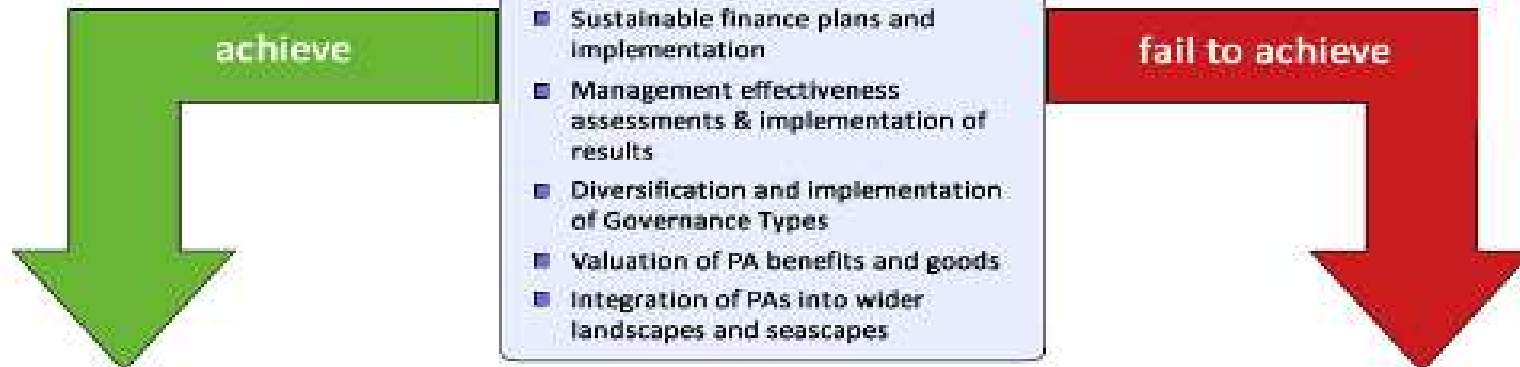 achieve
Sustainable finance plans and
implementation
Management effectiveness
assessments & implementation of
results
Diversification and implementation
of Governance Types
Valuation of PA benefits and goods
Integration of PAs into wider
landscapes and seascapes
fail to achieve